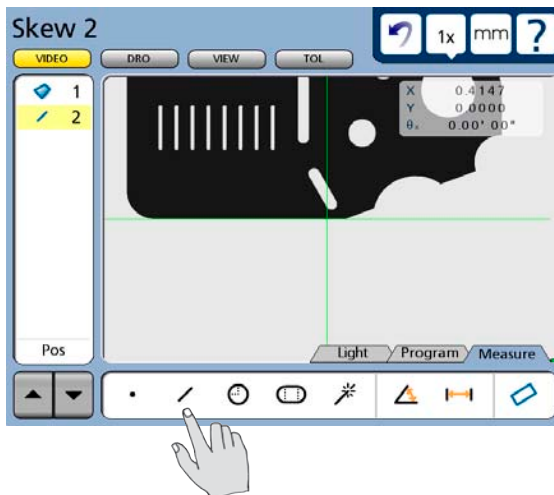 Skew 2
1x
mm
?
VIDEO
DRO
VIEW
TOL
1
2
X 0.4147
Y 0.0000
θ. 0.00' 00"
Pos
Light
Program
Measure